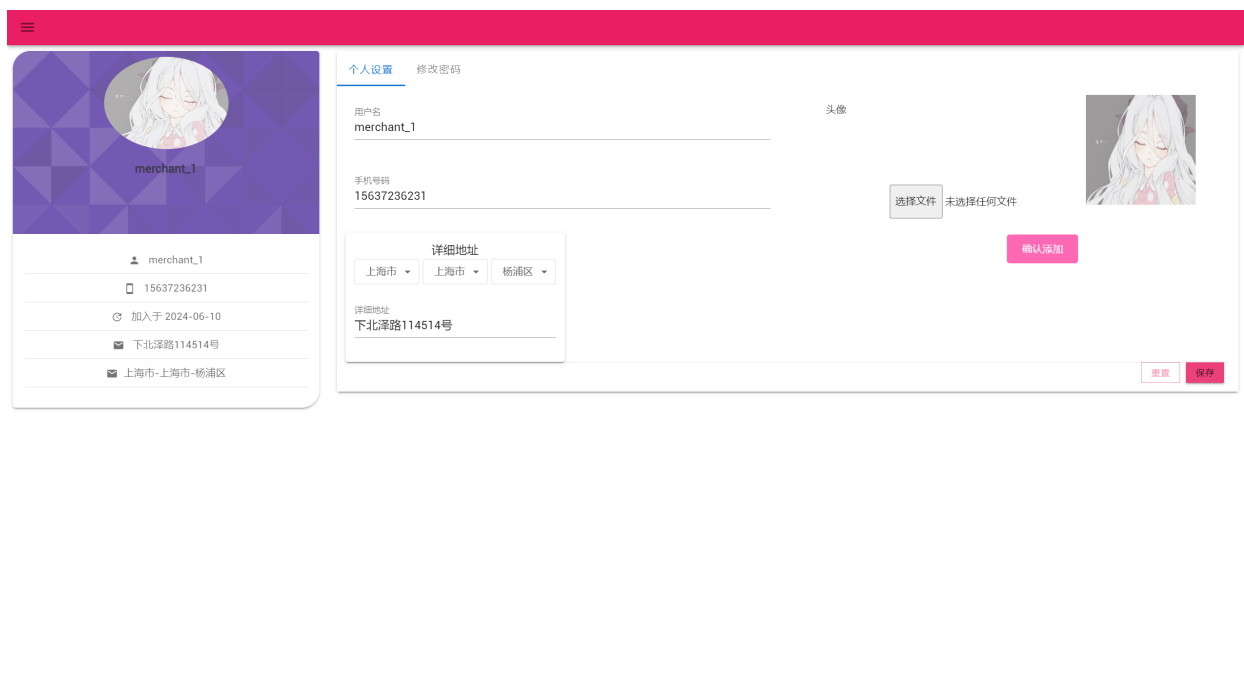 merchant_1
merchant_1
15637236231
加入于 2024-06-10
下北泽路114514号
上海市-上海市-杨浦区
个人设置
修改密码
用户名
merchant_1
手机号码
15637236231
详细地址
上海市
上海市
杨浦区
详细地址
下北泽路114514号
头像
选择文件 未选择任何文件
确认添加
重置
保存